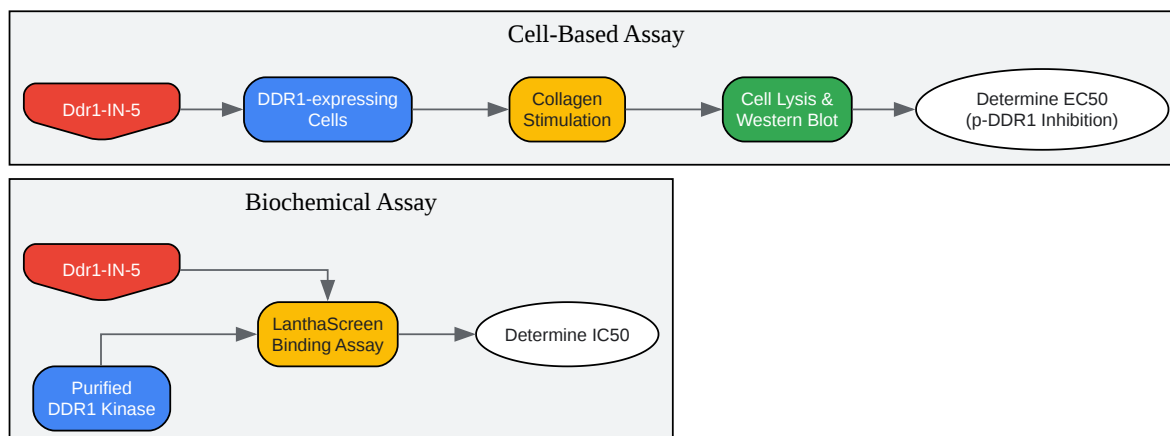 Cell-Based Assay
Ddr1-IN-5
DDR1-expressing
Cells
Collagen
Stimulation
Cell Lysis &
Western Blot
Determine EC50
(p-DDR1 Inhibition)
Biochemical Assay
Ddr1-IN-5
LanthaScreen
Binding Assay
Determine IC50
Purified
DDR1 Kinase